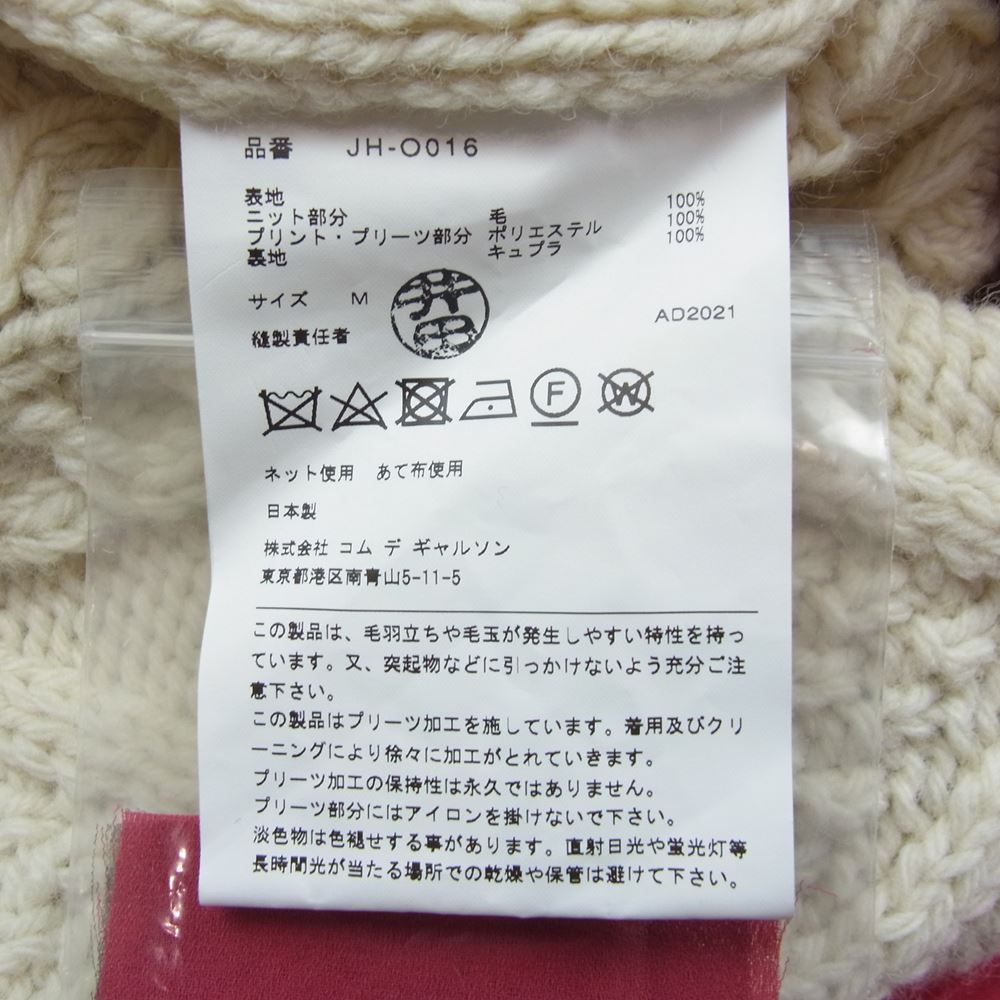 品番 JH-O016
表地
ニット部分 毛 100%
プリント・プリーツ部分 ポリエステル 100%
裏地 キュプラ 100%
サイズ M
井田
縫製責任者
AD2021
F W
ネット使用 あて布使用
日本製
株式会社 コム デ ギャルソン
東京都港区南青山5-11-5
この製品は、毛羽立ちや毛玉が発生しやすい特性を持っ
ています。又、突起物などに引っかけないよう充分ご注
意下さい。
この製品はプリーツ加工を施しています。着用及びクリ
ーニングにより徐々に加工がとれていきます。
プリーツ加工の保持性は永久ではありません。
プリーツ部分にはアイロンを掛けないで下さい。
淡色物は色褪せする事があります。直射日光や蛍光灯等
長時間光が当たる場所での乾燥や保管は避けて下さい。